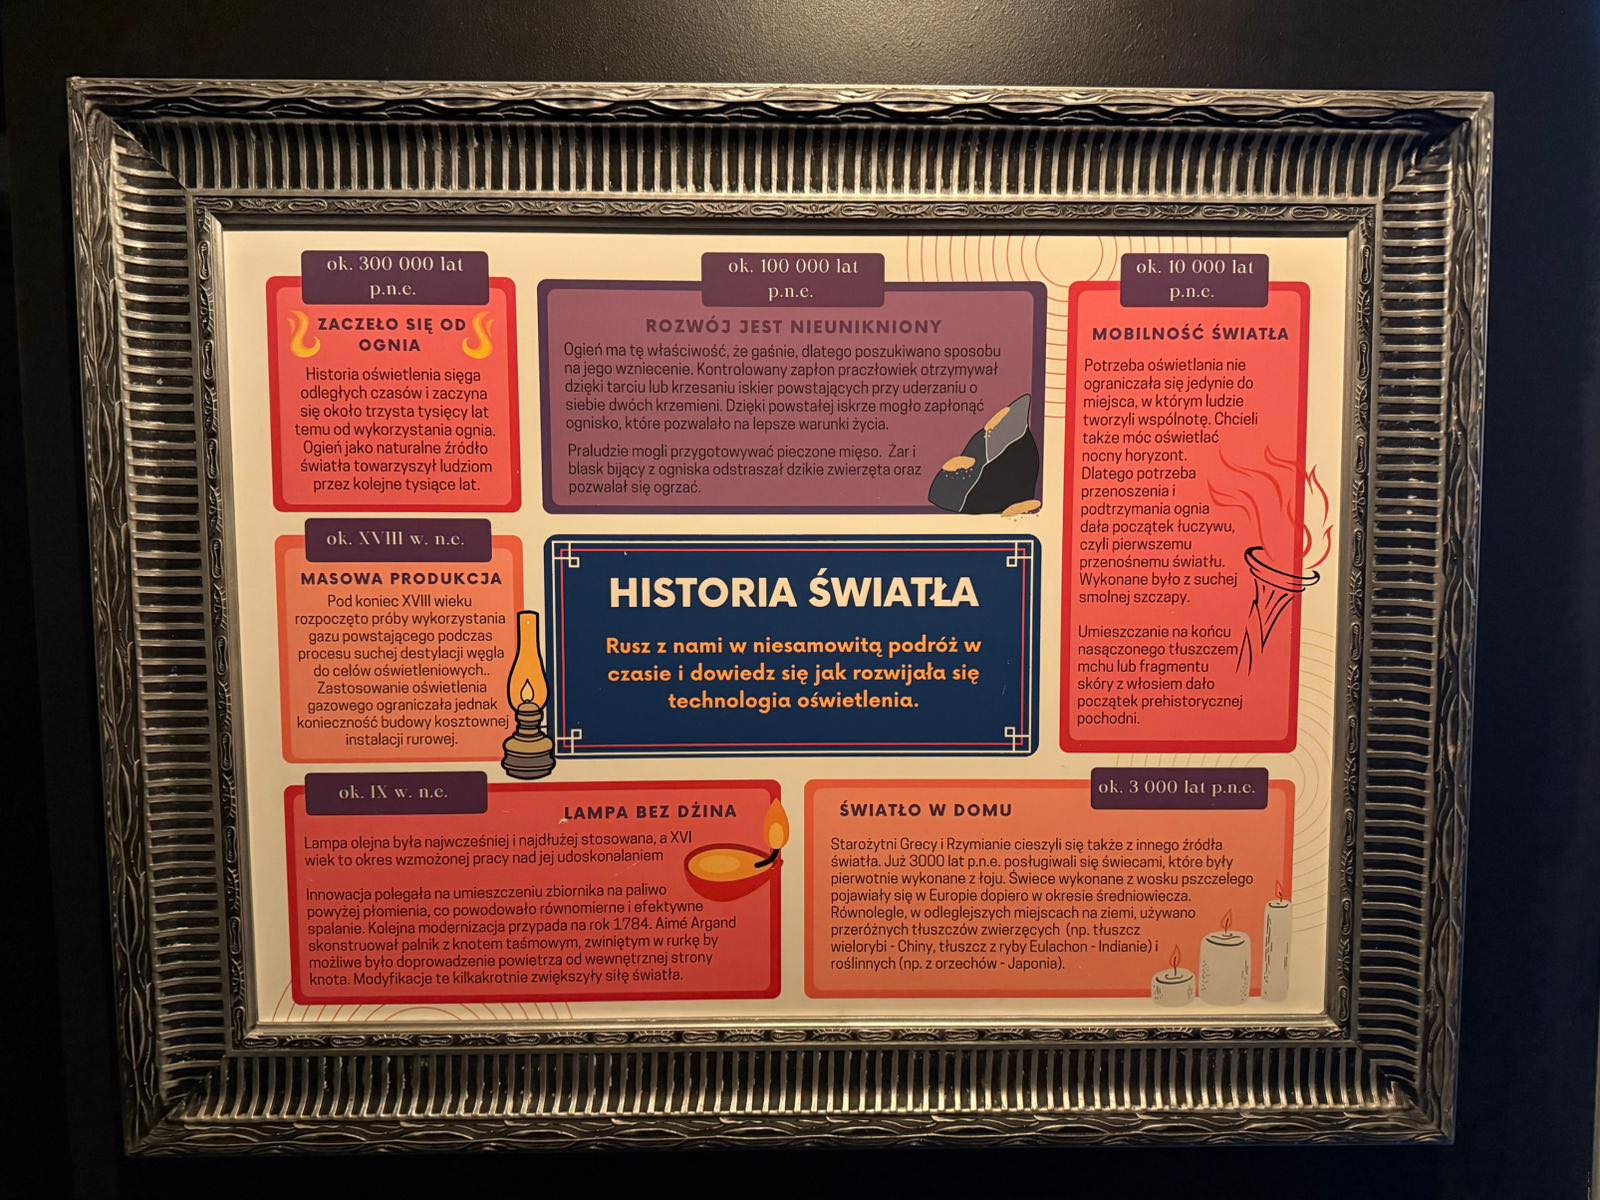 ok. 300 000 lat
p.n.e.
ZACZEŁO SIĘ OD
OGNIA
Historia oświetlenia sięga
odległych czasów i zaczyna
się około trzysta tysięcy lat
temu od wykorzystania ognia.
Ogień jako naturalne źródło
światła towarzyszył ludziom
przez kolejne tysiące lat.
ok. 100 000 lat
p.n.e.
ROZWÓJ JEST NIEUNIKNIONY
Ogień ma tę właściwość, że gaśnie, dlatego poszukiwano sposobu
na jego wzniecenie. Kontrolowany zapłon praczłowiek otrzymywał
dzięki tarciu lub krzesaniu iskier powstających przy uderzaniu o
siebie dwóch krzemieni. Dzięki powstałej iskrze mogło zapłonąć
ognisko, które pozwalało na lepsze warunki życia.
Praludzie mogli przygotowywać pieczone mięso. Żar i
blask bijący z ogniska odstraszał dzikie zwierzęta oraz
pozwalał się ogrzać.
ok. 10 000 lat
p.n.e.
MOBILNOŚĆ ŚWIATŁA
Potrzeba oświetlania nie
ograniczała się jedynie do
miejsca, w którym ludzie
tworzyli wspólnotę. Chcieli
także móc oświetlać
nocny horyzont.
Dlatego potrzeba
przenoszenia i
podtrzymania ognia
dała początek łuczywu,
czyli pierwszemu
przenośnemu światłu.
Wykonane było z suchej
smolnej szczapy.
Umieszczanie na końcu
nasączonego tłuszczem
mchu lub fragmentu
skóry z włosiem dało
początek prehistorycznej
pochodni.
ok. XVIII w. n.e.
MASOWA PRODUKCJA
Pod koniec XVIII wieku
rozpoczęto próby wykorzystania
gazu powstającego podczas
procesu suchej destylacji węgla
do celów oświetleniowych..
Zastosowanie oświetlenia
gazowego ograniczała jednak
konieczność budowy kosztownej
instalacji rurowej.
HISTORIA ŚWIATŁA
Rusz z nami w niesamowitą podróż w
czasie i dowiedz się jak rozwijała się
technologia oświetlenia.
ok. IX w. n.e.
LAMPA BEZ DŻINA
Lampa olejna była najwcześniej i najdłużej stosowana, a XVI
wiek to okres wzmożonej pracy nad jej udoskonalaniem
Innowacja polegała na umieszczeniu zbiornika na paliwo
powyżej płomienia, co powodowało równomierne i efektywne
spalanie. Kolejna modernizacja przypada na rok 1784. Aimé Argand
skonstruował palnik z knotem taśmowym, zwiniętym w rurkę by
możliwe było doprowadzenie powietrza od wewnętrznej strony
knota. Modyfikacje te kilkakrotnie zwiększyły siłę światła.
ok. 3 000 lat p.n.e.
ŚWIATŁO W DOMU
Starożytni Grecy i Rzymianie cieszyli się także z innego źródła
światła. Już 3000 lat p.n.e. posługiwali się świecami, które były
pierwotnie wykonane z łoju. Świece wykonane z wosku pszczelego
pojawiały się w Europie dopiero w okresie średniowiecza.
Równolegle, w odleglejszych miejscach na ziemi, używano
przeróżnych tłuszczów zwierzęcych (np. tłuszcz
wielorybi - Chiny, tłuszcz z ryby Eulachon - Indianie) i
roślinnych (np. z orzechów - Japonia).